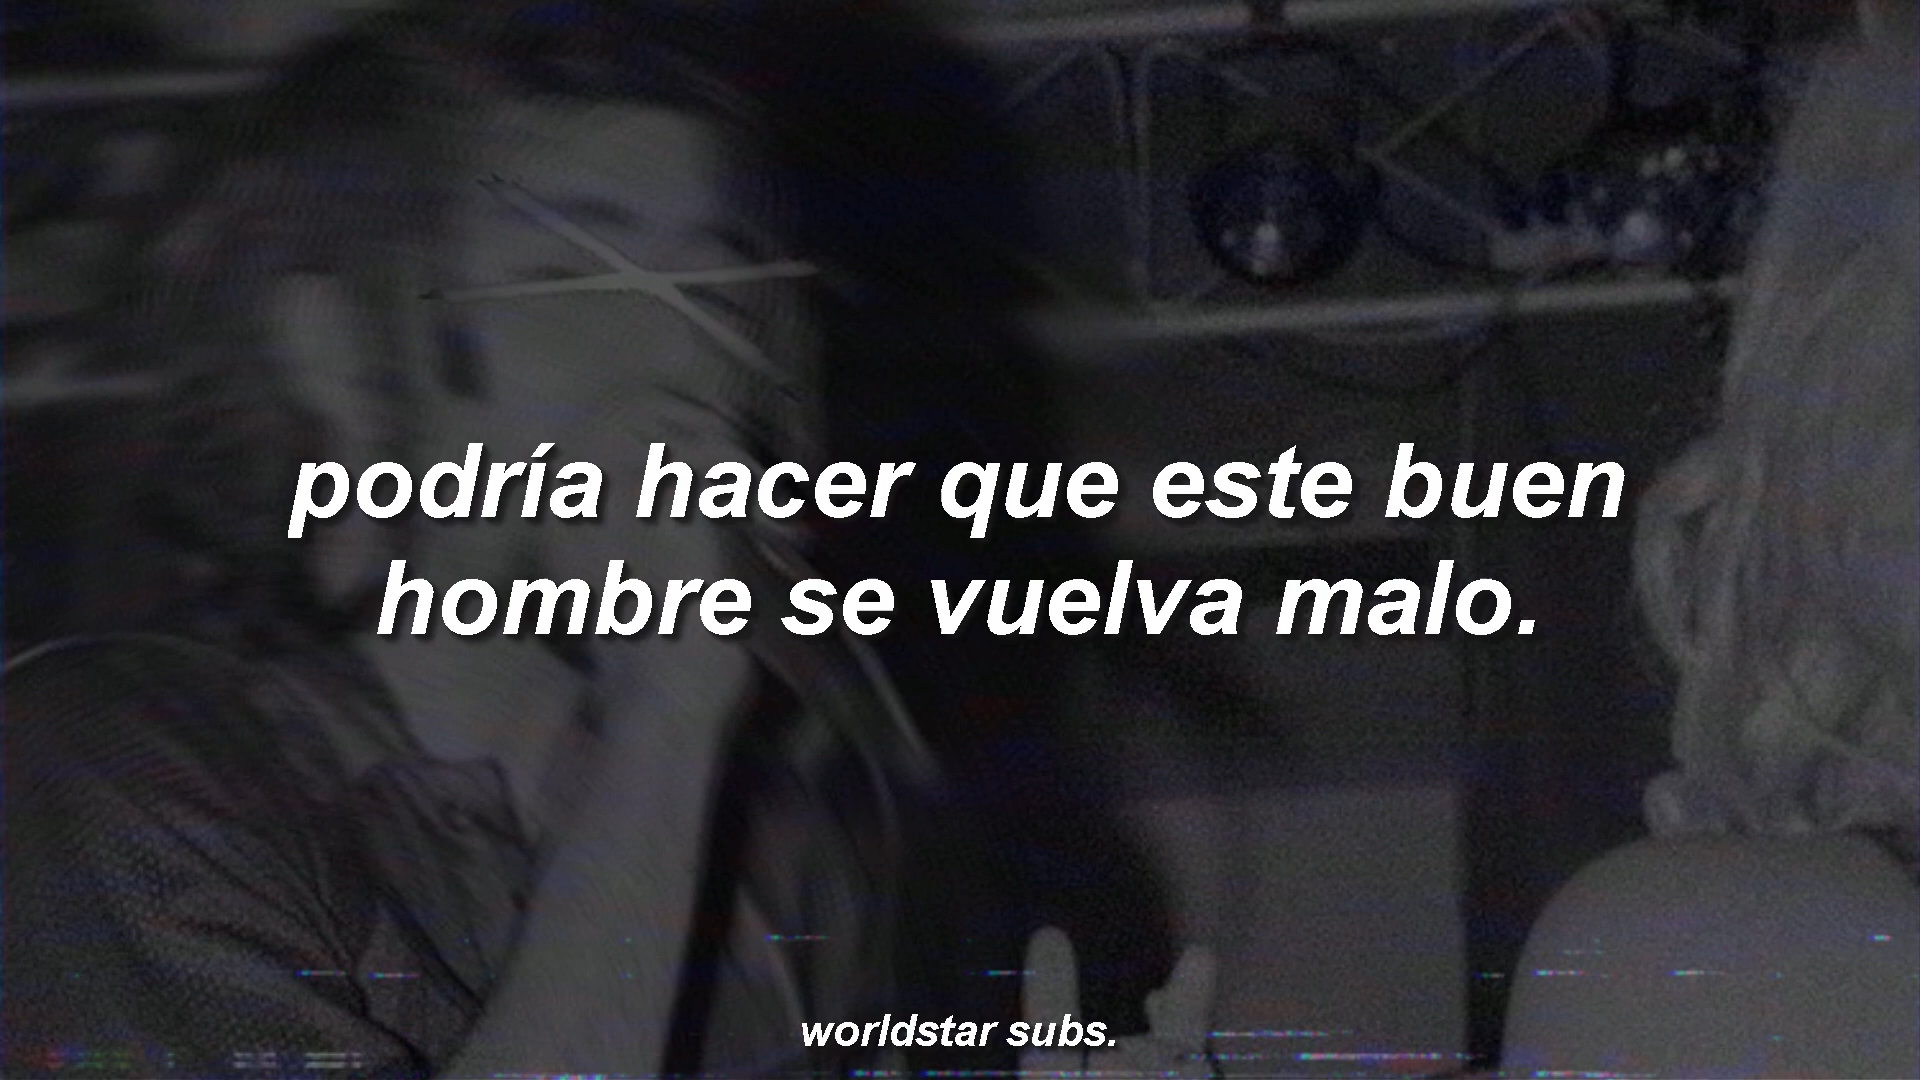 podría hacer que este buen
hombre se vuelva malo.
worldstar subs.